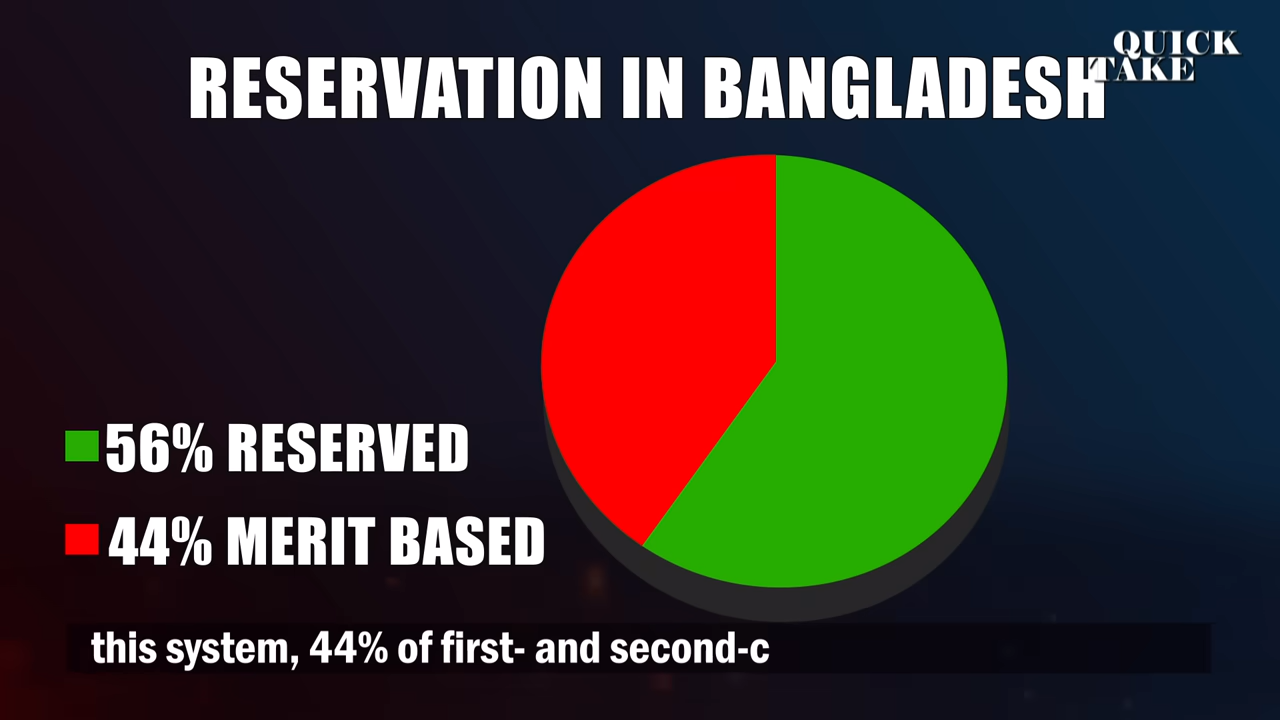 QUICK
TAKE
RESERVATION IN BANGLADESH
56% RESERVED
44% MERIT BASED
this system, 44% of first- and second-c